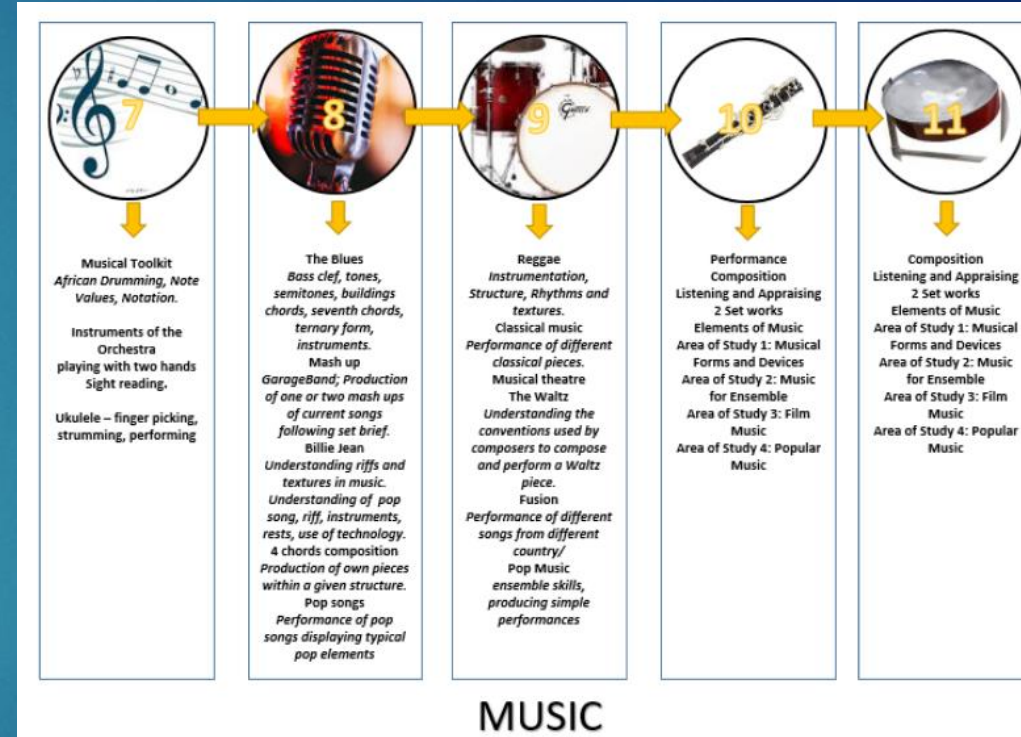 7
Musical Toolkit
African Drumming, Note
Values, Notation.
Instruments of the
Orchestra
playing with two hands
Sight reading.
Ukulele – finger picking,
strumming, performing
8
The Blues
Bass clef, tones,
semitones, buildings
chords, seventh chords,
ternary form,
instruments.
Mash up
GarageBand; Production
of one or two mash ups
of current songs
following set brief.
Billie Jean
Understanding riffs and
textures in music.
Understanding of pop
song, riff, instruments,
rests, use of technology.
4 chords composition
Production of own pieces
within a given structure.
Pop songs
Performance of pop
songs displaying typical
pop elements
Gretsch
9
Reggae
Instrumentation,
Structure, Rhythms and
textures.
Classical music
Performance of different
classical pieces.
Musical theatre
The Waltz
Understanding the
conventions used by
composers to compose
and perform a Waltz
piece.
Fusion
Performance of different
songs from different
country/
Pop Music
ensemble skills,
producing simple
performances
10
Performance
Composition
Listening and Appraising
2 Set works
Elements of Music
Area of Study 1: Musical
Forms and Devices
Area of Study 2: Music
for Ensemble
Area of Study 3: Film
Music
Area of Study 4: Popular
Music
11
Composition
Listening and Appraising
2 Set works
Elements of Music
Area of Study 1: Musical
Forms and Devices
Area of Study 2: Music
for Ensemble
Area of Study 3: Film
Music
Area of Study 4: Popular
Music
MUSIC